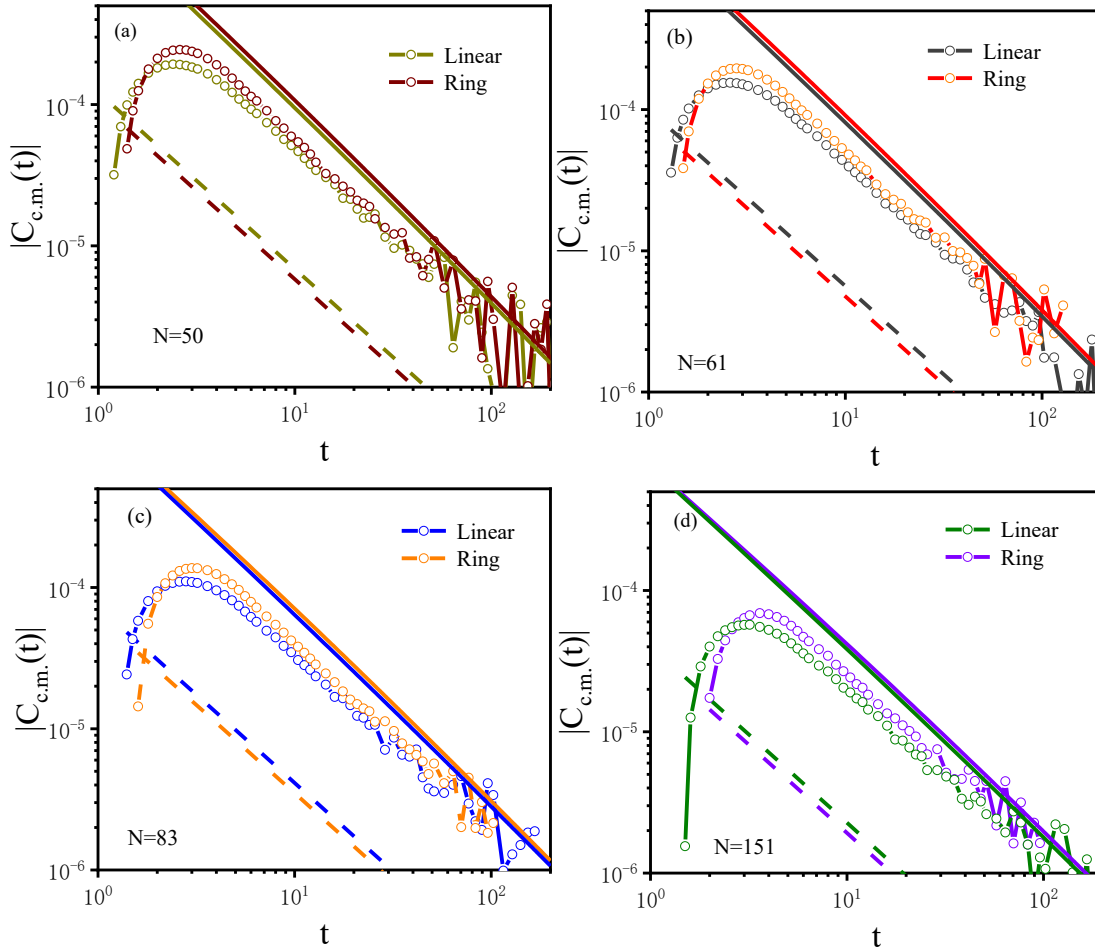 (a)
Linear
Ring
10^-4
10^-5
10^-6
|C_c.m.(t)|
N=50
10^0
10^1
10^2
t
(b)
Linear
Ring
10^-4
10^-5
10^-6
|C_c.m.(t)|
N=61
10^0
10^1
10^2
t
(c)
Linear
Ring
10^-4
10^-5
10^-6
|C_c.m.(t)|
N=83
10^0
10^1
10^2
t
(d)
Linear
Ring
10^-4
10^-5
10^-6
|C_c.m.(t)|
N=151
10^0
10^1
10^2
t